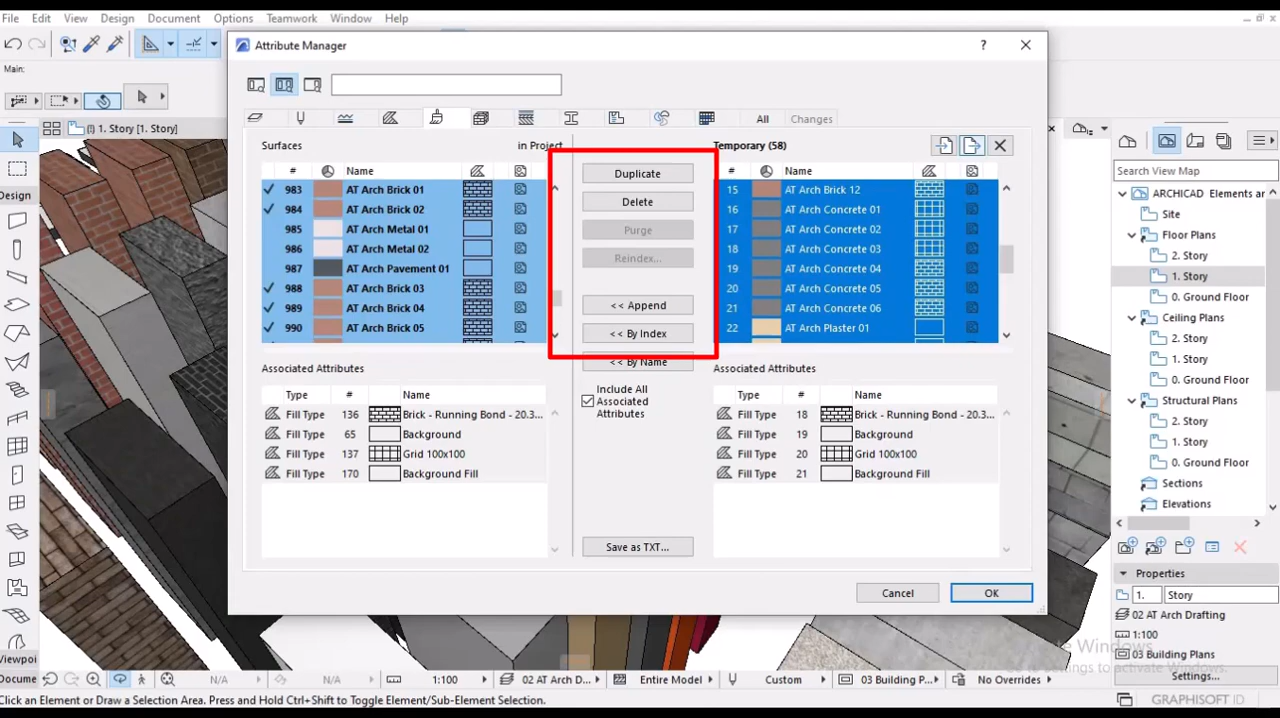 File Edit View Design Document Options Teamwork Window Help
Attribute Manager
?
Main:
All
Changes
(!) 1. Story [1. Story]
Surfaces
in Project
# Name
983 AT Arch Brick 01
984 AT Arch Brick 02
985 AT Arch Metal 01
986 AT Arch Metal 02
987 AT Arch Pavement 01
988 AT Arch Brick 03
989 AT Arch Brick 04
990 AT Arch Brick 05
Duplicate
Delete
Purge
Reindex...
<< Append
<< By Index
<< By Name
Include All
Associated
Attributes
Save as TXT...
Temporary (58)
# Name
15 AT Arch Brick 12
16 AT Arch Concrete 01
17 AT Arch Concrete 02
18 AT Arch Concrete 03
19 AT Arch Concrete 04
20 AT Arch Concrete 05
21 AT Arch Concrete 06
22 AT Arch Plaster 01
Associated Attributes
Type # Name
Fill Type 136 Brick - Running Bond - 20.3...
Fill Type 65 Background
Fill Type 137 Grid 100x100
Fill Type 170 Background Fill
Associated Attributes
Type # Name
Fill Type 18 Brick - Running Bond - 20.3...
Fill Type 19 Background
Fill Type 20 Grid 100x100
Fill Type 21 Background Fill
Cancel
OK
Design
Viewpoi
Docume
Search View Map
ARCHICAD Elements ar
Site
Floor Plans
2. Story
1. Story
0. Ground Floor
Ceiling Plans
2. Story
1. Story
0. Ground Floor
Structural Plans
2. Story
1. Story
0. Ground Floor
Sections
Elevations
Properties
1. Story
02 AT Arch Drafting
1:100
03 Building Plans
Settings...
N/A
N/A
1:100
02 AT Arch D...
Entire Model
Custom
03 Building P...
No Overrides
Click an Element or Draw a Selection Area. Press and Hold Ctrl+Shift to Toggle Element/Sub-Element Selection.
GRAPHISOFT ID